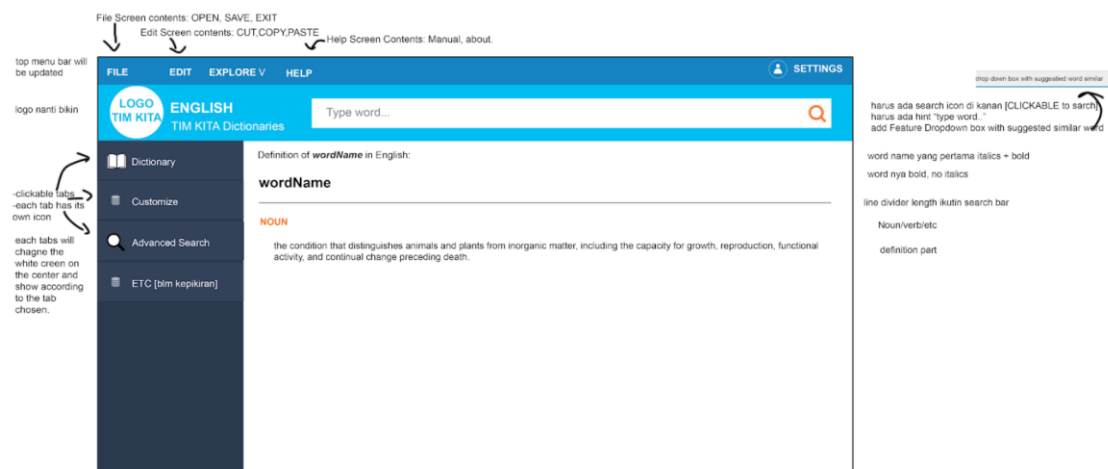 File Screen contents: OPEN, SAVE, EXIT
Edit Screen contents: CUT,COPY,PASTE
Help Screen Contents: Manual, about.
top menu bar will
be updated
FILE EDIT EXPLORE V HELP
SETTINGS
drop down box with suggestied word similar
logo nanti bikin
LOGO
TIM KITA
ENGLISH
TIM KITA Dictionaries
Type word...
harus ada search icon di kanan [CLICKABLE to sarch]
harus ada hint "type word.."
add Feature Dropdown box with suggested similar word
Dictionary
Customize
Advanced Search
ETC [blm kepikiran]
-clickable tabs
-each tab has its
own icon
each tabs will
chagne the
white creen on
the center and
show according
to the tab
chosen.
Definition of wordName in English:
word name yang pertama italics + bold
wordName
word nya bold, no italics
line divider length ikutin search bar
NOUN
Noun/verb/etc
the condition that distinguishes animals and plants from inorganic matter, including the capacity for growth, reproduction, functional
activity, and continual change preceding death.
definition part